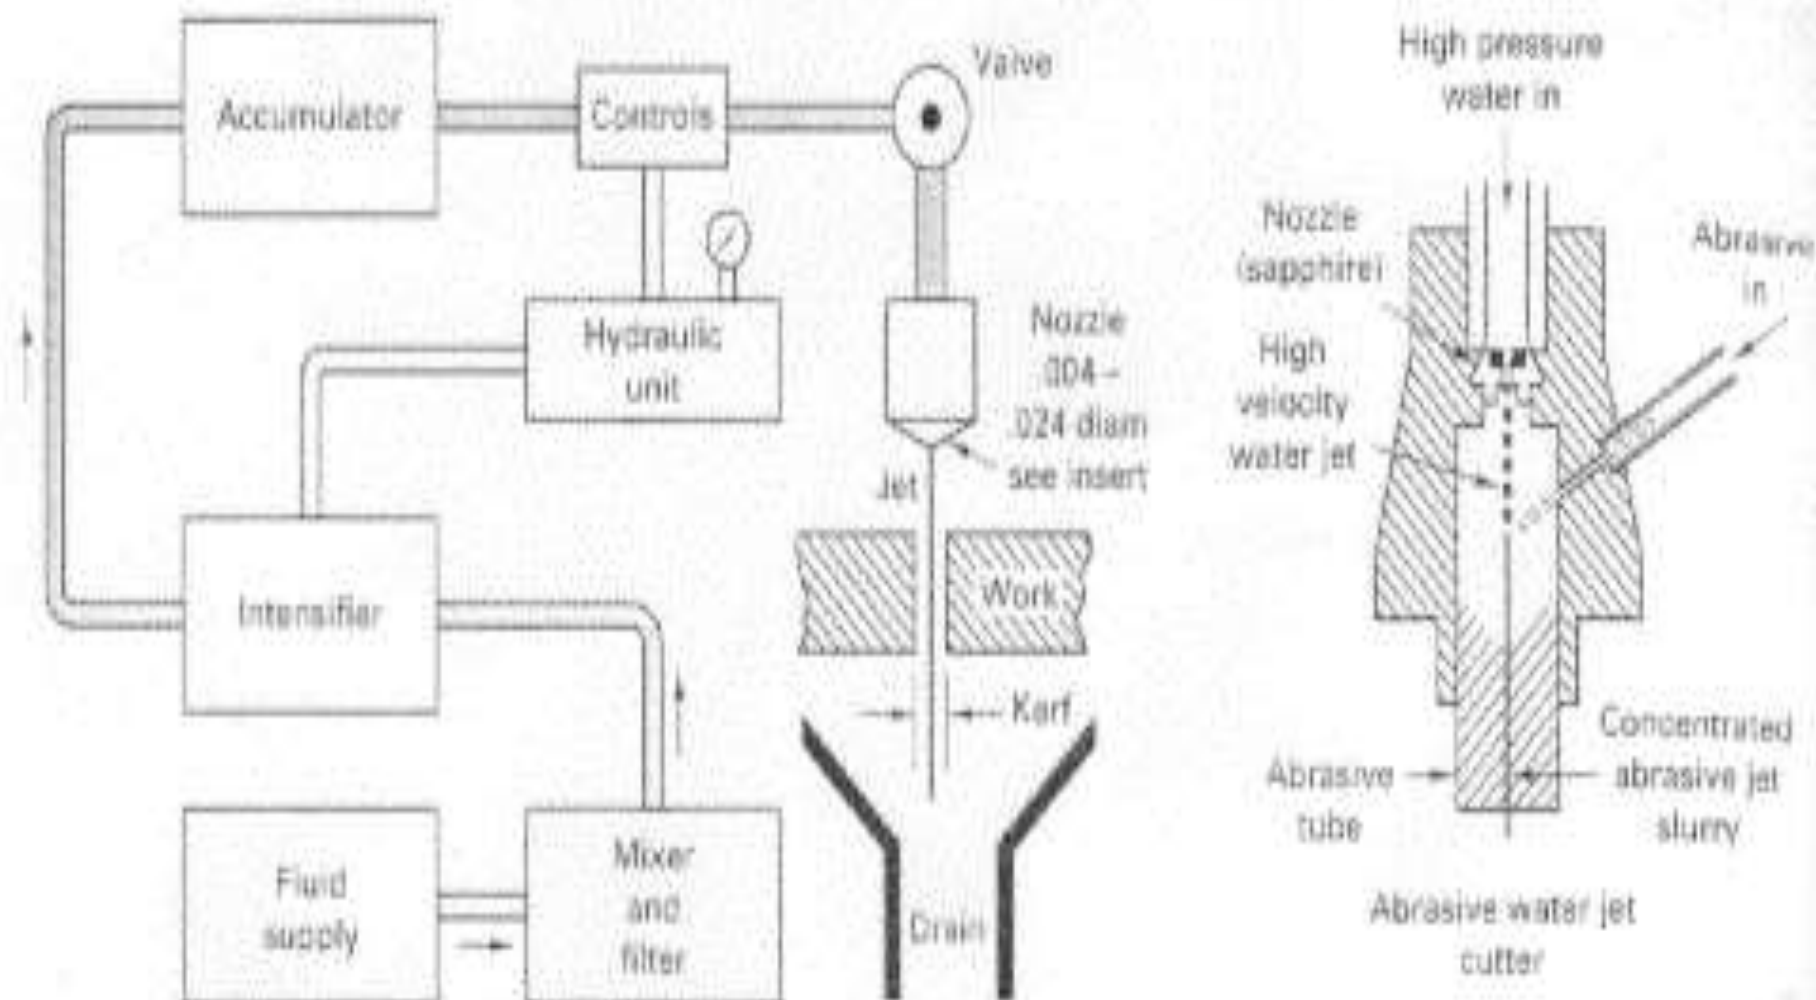 Accumulator
Controls
Valve
Hydraulic
unit
Nozzle
.004–
.024 diam
see insert
Jet
Work
Intensifier
Kerf
Fluid
supply
Mixer
and
filter
Drain
High pressure
water in
Nozzle
(sapphire)
Abrasive
in
High
velocity
water jet
Abrasive
tube
Concentrated
abrasive jet
slurry
Abrasive water jet
cutter